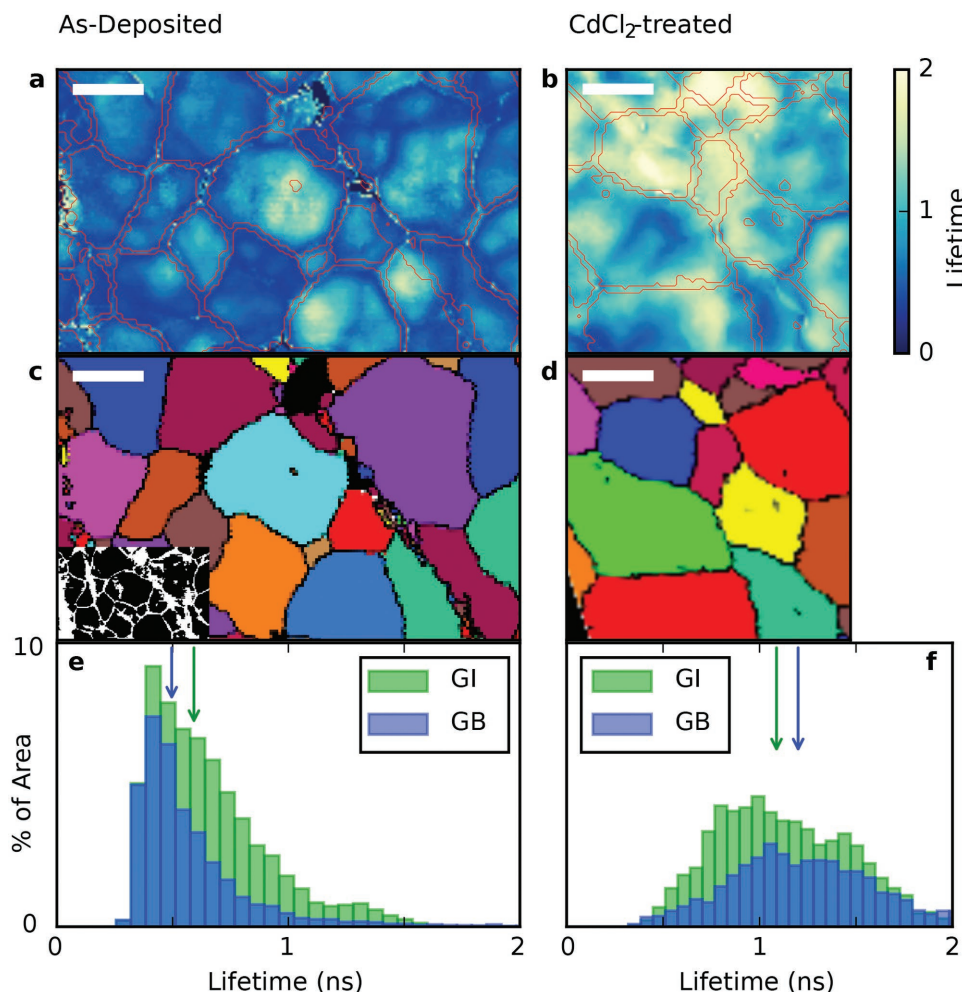 As-Deposited
CdCl2-treated
a
b
2
1
0
Lifetime
c
d
10
% of Area
0
e
GI
GB
f
GI
GB
0
1
2
0
1
2
Lifetime (ns)
Lifetime (ns)